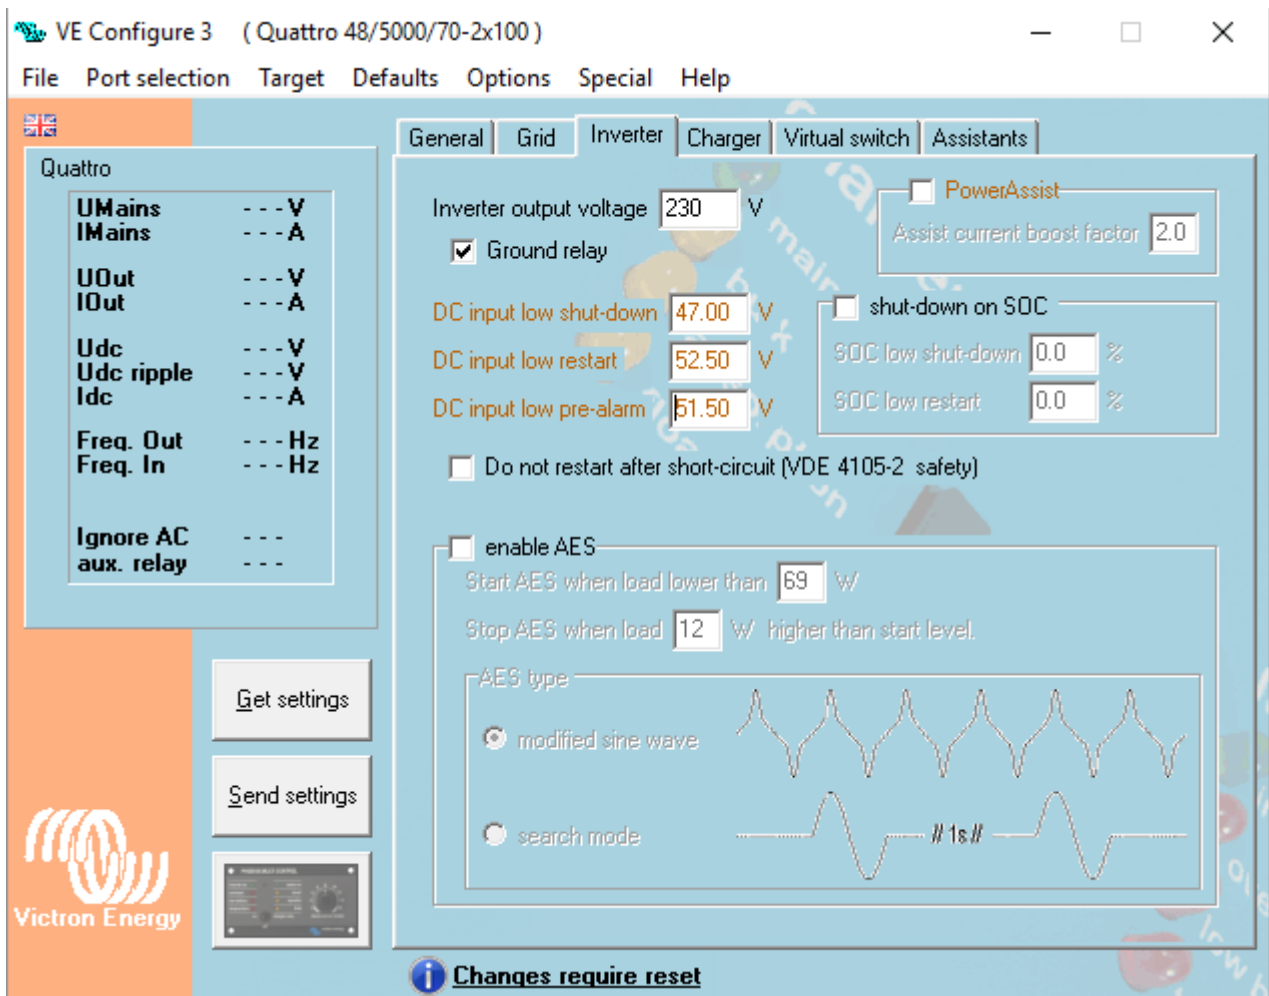 VE Configure 3 ( Quattro 48/5000/70-2x100 )
File Port selection Target Defaults Options Special Help
General Grid Inverter Charger Virtual switch Assistants
Quattro
UMains - - - V
IMains - - - A
UOut - - - V
IOut - - - A
Udc - - - V
Udc ripple - - - V
Idc - - - A
Freq. Out - - - Hz
Freq. In - - - Hz
Ignore AC - - -
aux. relay - - -
Get settings
Send settings
Victron Energy
Inverter output voltage 230 V
Ground relay
PowerAssist
Assist current boost factor 2.0
DC input low shut-down 47.00 V
DC input low restart 52.50 V
DC input low pre-alarm 51.50 V
shut-down on SOC
SOC low shut-down 0.0 %
SOC low restart 0.0 %
Do not restart after short-circuit (VDE 4105-2 safety)
enable AES
Start AES when load lower than 69 W
Stop AES when load 12 W higher than start level.
AES type
modified sine wave
search mode
// 1s //
Changes require reset